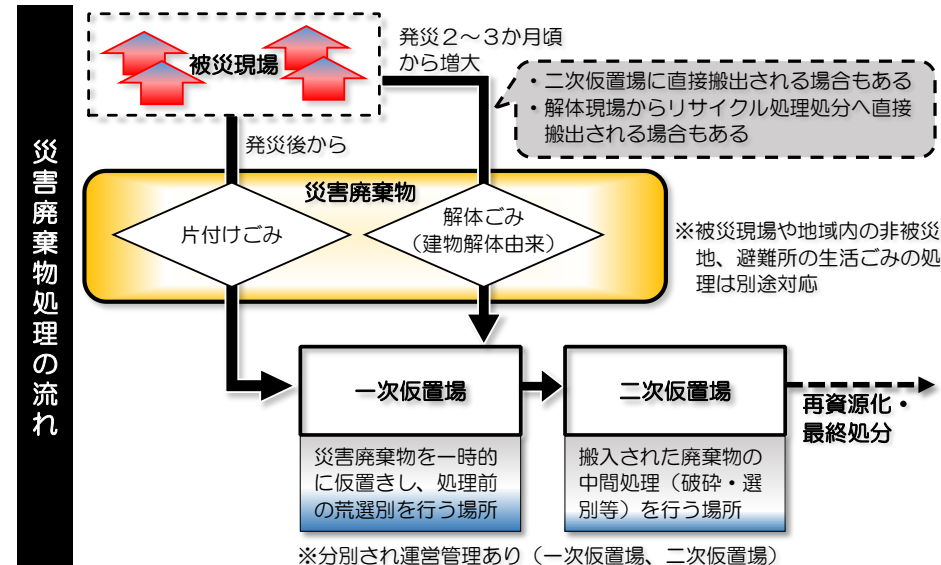 災害廃棄物処理の流れ
被災現場
発災２～３か月頃
から増大
・二次仮置場に直接搬出される場合もある
・解体現場からリサイクル処理処分へ直接
搬出される場合もある
発災後から
災害廃棄物
片付けごみ
解体ごみ
（建物解体由来）
※被災現場や地域内の非被災
地、避難所の生活ごみの処
理は別途対応
一次仮置場
災害廃棄物を一時的
に仮置きし、処理前
の荒選別を行う場所
二次仮置場
搬入された廃棄物の
中間処理（破砕・選
別等）を行う場所
再資源化・
最終処分
※分別され運営管理あり（一次仮置場、二次仮置場）